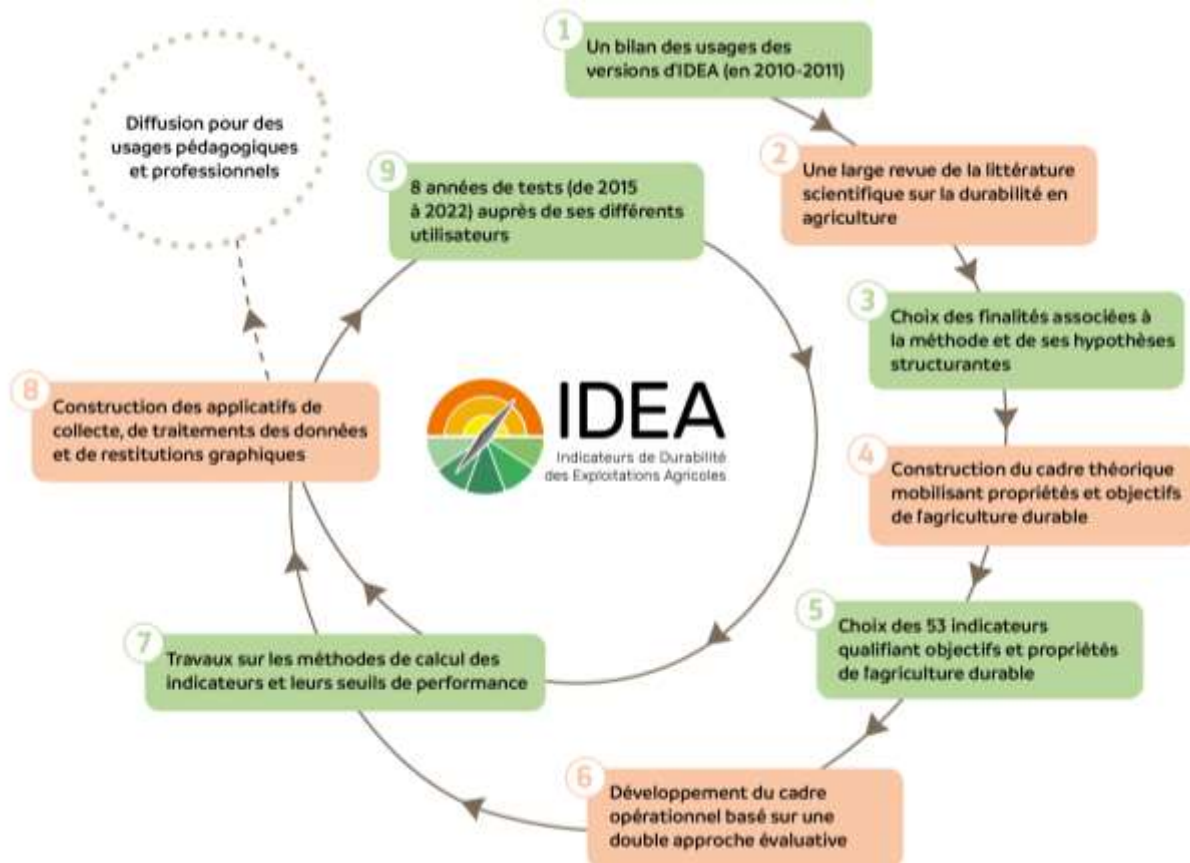 1
Un bilan des usages des
versions d'IDEA (en 2010-2011)
2
Une large revue de la littérature
scientifique sur la durabilité en
agriculture
3
Choix des finalités associées à
la méthode et de ses hypothèses
structurantes
4
Construction du cadre théorique
mobilisant propriétés et objectifs
de l'agriculture durable
5
Choix des 53 indicateurs
qualifiant objectifs et propriétés
de l'agriculture durable
6
Développement du cadre
opérationnel basé sur une
double approche évaluative
7
Travaux sur les méthodes de calcul des
indicateurs et leurs seuils de performance
8
Construction des applicatifs de
collecte, de traitements des données
et de restitutions graphiques
9
8 années de tests (de 2015
à 2022) auprès de ses différents
utilisateurs
Diffusion pour des
usages pédagogiques
et professionnels
IDEA
Indicateurs de Durabilité
des Exploitations Agricoles